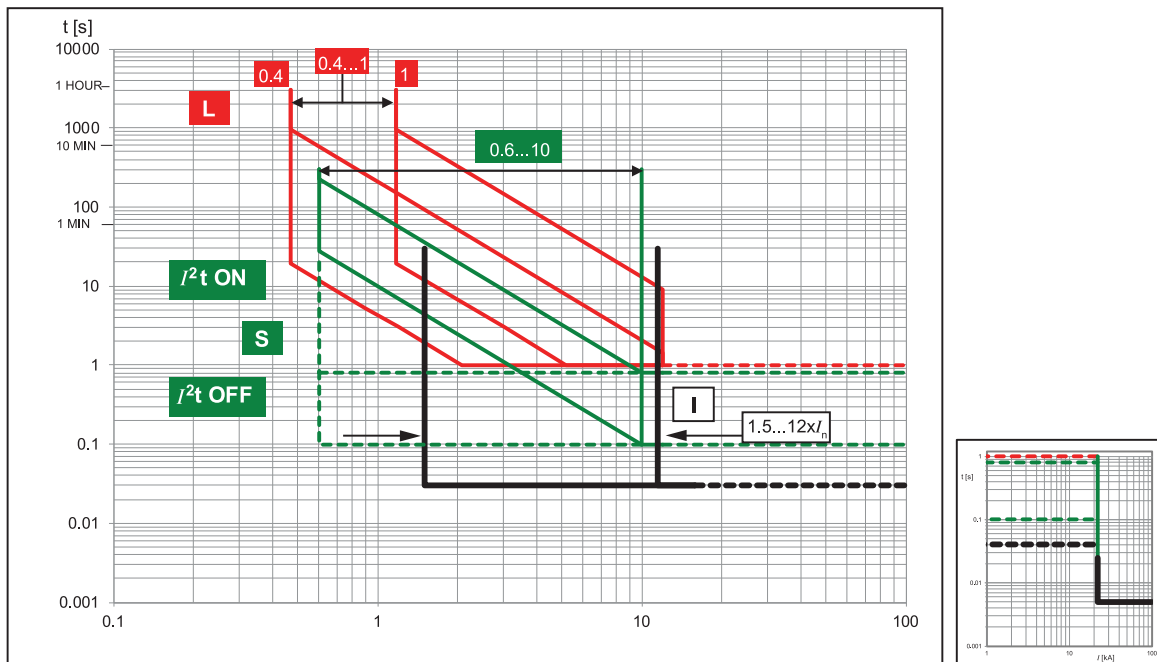 t [s]
10000
1 HOUR
1000
10 MIN
100
1 MIN
10
1
0.1
0.01
0.001
0.1
1
10
100
L
0.4
0.4...1
1
0.6...10
I²t ON
S
I²t OFF
I
1.5...12xIn
t [s]
1
0.1
0.01
0.001
1
10
100
I [kA]